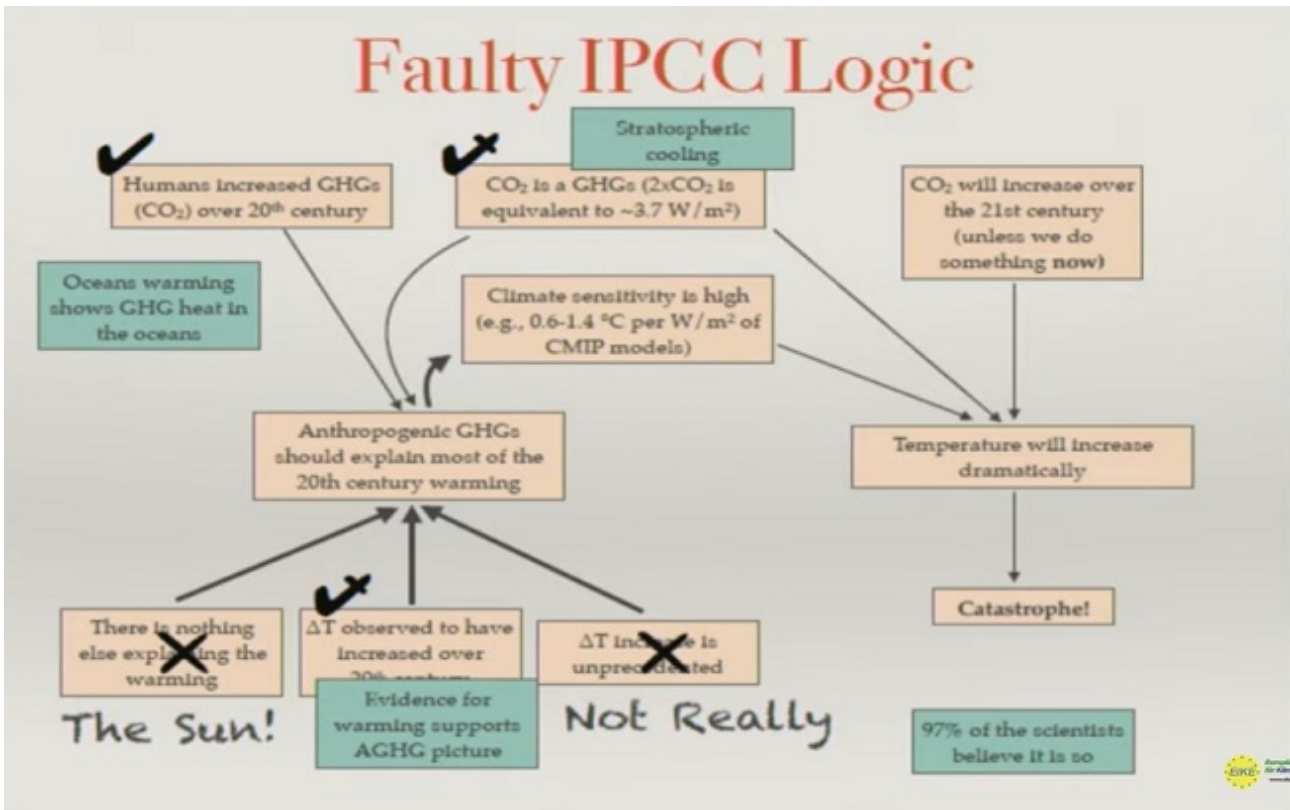 Faulty IPCC Logic
Stratospheric
cooling
Humans increased GHGs
(CO₂) over 20th century
CO₂ is a GHGs (2xCO₂ is
equivalent to ~3.7 W/m²)
CO₂ will increase over
the 21st century
(unless we do
something now)
Oceans warming
shows GHG heat in
the oceans
Climate sensitivity is high
(e.g., 0.6-1.4 °C per W/m² of
CMIP models)
Anthropogenic GHGs
should explain most of the
20th century warming
Temperature will increase
dramatically
Catastrophe!
There is nothing
else explaining the
warming
ΔT observed to have
increased over
20th century
ΔT increase is
unprecedented
The Sun!
Evidence for
warming supports
AGHG picture
Not Really
97% of the scientists
believe it is so
EIKE